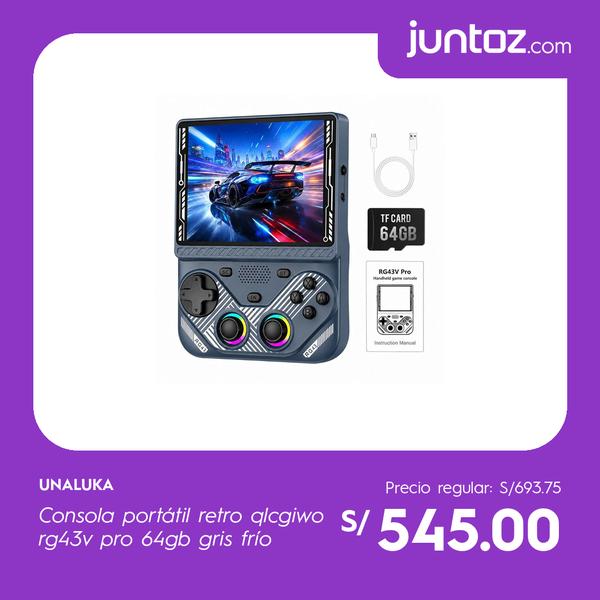 juntoz.com
TF CARD
64GB
RG43V Pro
Handheld game console
Instruction Manual
UNALUKA
Consola portátil retro qlcgiwo
rg43v pro 64gb gris frío
Precio regular: S/693.75
S/ 545.00